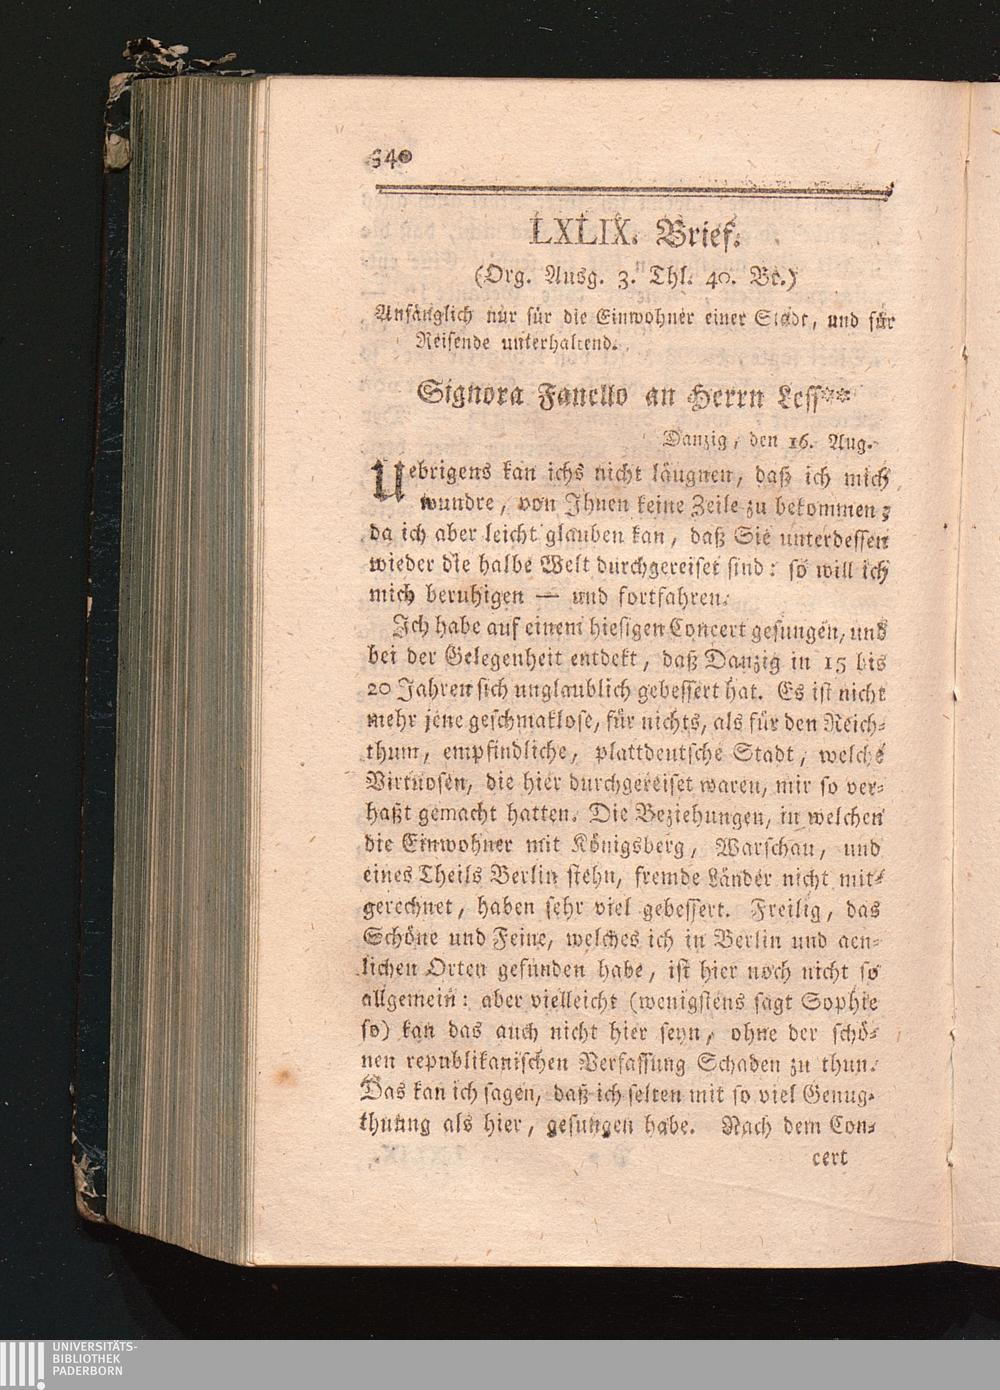 540
LXLIX. Brief.
(Org. Ausg. 3. Thl. 40. Br.)
Anfänglich nur für die Einwohner einer Stadt, und für
Reisende unterhaltend.
Signora Fanello an Herrn Less**
Danzig, den 16. Aug.
Uebrigens kan ichs nicht läugnen, daß ich mich
wundre, von Ihnen keine Zeile zu bekommen;
da ich aber leicht glauben kan, daß Sie unterdessen
wieder die halbe Welt durchgereiset sind: so will ich
mich beruhigen — und fortfahren.
Ich habe auf einem hiesigen Concert gesungen, und
bei der Gelegenheit entdekt, daß Danzig in 15 bis
20 Jahren sich unglaublich gebessert hat. Es ist nicht
mehr jene geschmaklose, für nichts, als für den Reich-
thum, empfindliche, plattdeutsche Stadt, welche
Virtuosen, die hier durchgereiset waren, mir so ver-
haßt gemacht hatten. Die Beziehungen, in welchen
die Einwohner mit Königsberg, Warschau, und
eines Theils Berlin stehn, fremde Länder nicht mit-
gerechnet, haben sehr viel gebessert. Freilig, das
Schöne und Feine, welches ich in Berlin und aen-
lichen Orten gefunden habe, ist hier noch nicht so
allgemein: aber vielleicht (wenigstens sagt Sophie
so) kan das auch nicht hier seyn, ohne der schö-
nen republikanischen Verfassung Schaden zu thun.
Das kan ich sagen, daß ich selten mit so viel Genug-
thuung als hier, gesungen habe. Nach dem Con-
cert
UNIVERSITÄTS-
BIBLIOTHEK
PADERBORN